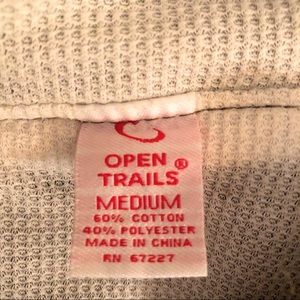 OPEN ®
TRAILS
MEDIUM
60% COTTON
40% POLYESTER
MADE IN CHINA
RN 67227